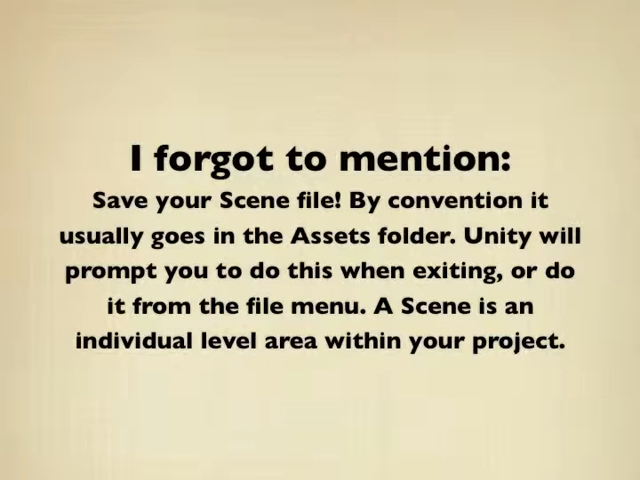 I forgot to mention:
Save your Scene file! By convention it
usually goes in the Assets folder. Unity will
prompt you to do this when exiting, or do
it from the file menu. A Scene is an
individual level area within your project.